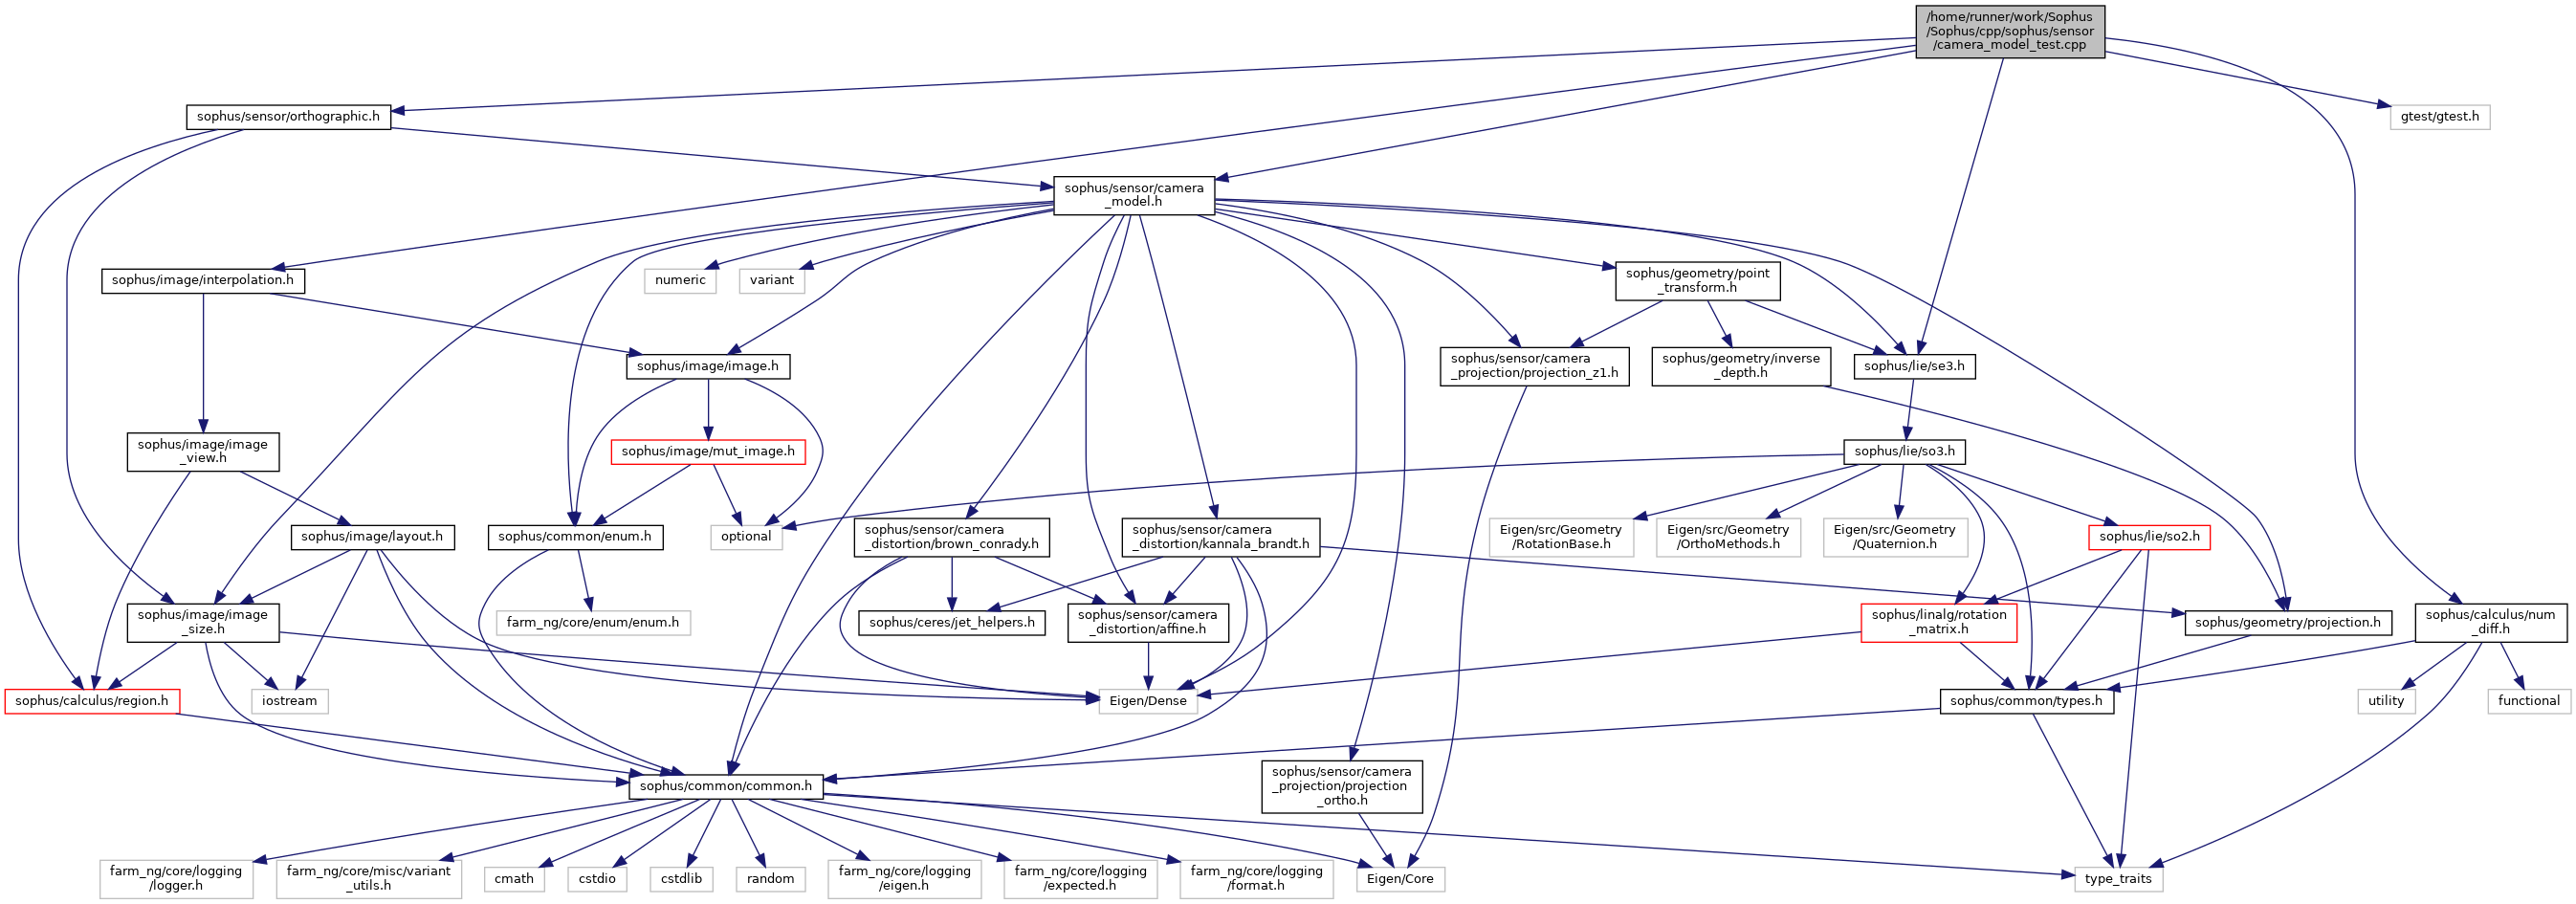 /home/runner/work/Sophus
/Sophus/cpp/sophus/sensor
/camera_model_test.cpp
sophus/sensor/orthographic.h
gtest/gtest.h
sophus/sensor/camera
_model.h
sophus/image/interpolation.h
numeric
variant
sophus/geometry/point
_transform.h
sophus/image/image.h
sophus/sensor/camera
_projection/projection_z1.h
sophus/geometry/inverse
_depth.h
sophus/lie/se3.h
sophus/image/image
_view.h
sophus/image/mut_image.h
sophus/lie/so3.h
sophus/image/layout.h
sophus/common/enum.h
optional
sophus/sensor/camera
_distortion/brown_conrady.h
sophus/sensor/camera
_distortion/kannala_brandt.h
Eigen/src/Geometry
/RotationBase.h
Eigen/src/Geometry
/OrthoMethods.h
Eigen/src/Geometry
/Quaternion.h
sophus/lie/so2.h
sophus/image/image
_size.h
farm_ng/core/enum/enum.h
sophus/ceres/jet_helpers.h
sophus/sensor/camera
_distortion/affine.h
sophus/linalg/rotation
_matrix.h
sophus/geometry/projection.h
sophus/calculus/num
_diff.h
sophus/calculus/region.h
iostream
Eigen/Dense
sophus/common/types.h
utility
functional
sophus/common/common.h
sophus/sensor/camera
_projection/projection
_ortho.h
farm_ng/core/logging
/logger.h
farm_ng/core/misc/variant
_utils.h
cmath
cstdio
cstdlib
random
farm_ng/core/logging
/eigen.h
farm_ng/core/logging
/expected.h
farm_ng/core/logging
/format.h
Eigen/Core
type_traits